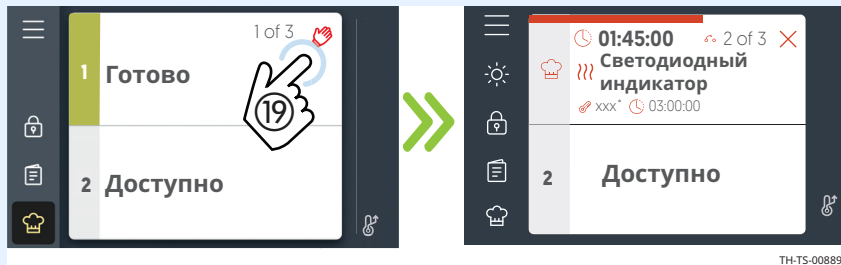 1 of 3
1 Готово
19
2 Доступно
01:45:00 2 of 3
Светодиодный
индикатор
xxx° 03:00:00
2 Доступно
TH-TS-00889